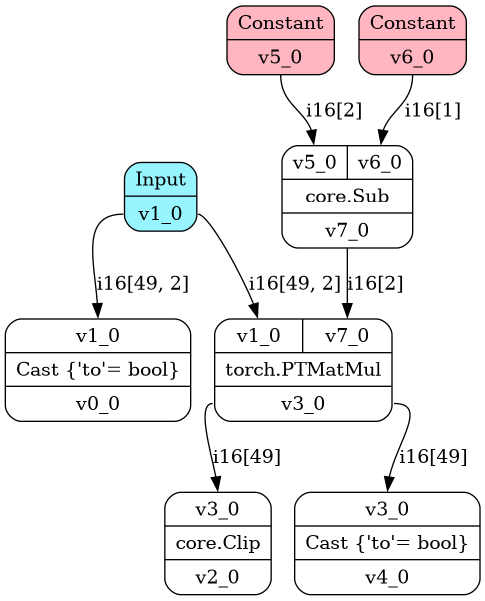 Constant
v5_0
Constant
v6_0
i16[2]
i16[1]
v5_0 v6_0
core.Sub
v7_0
Input
v1_0
i16[49, 2]
i16[49, 2]
i16[2]
v1_0
Cast {'to'= bool}
v0_0
v1_0 v7_0
torch.PTMatMul
v3_0
i16[49]
i16[49]
v3_0
core.Clip
v2_0
v3_0
Cast {'to'= bool}
v4_0